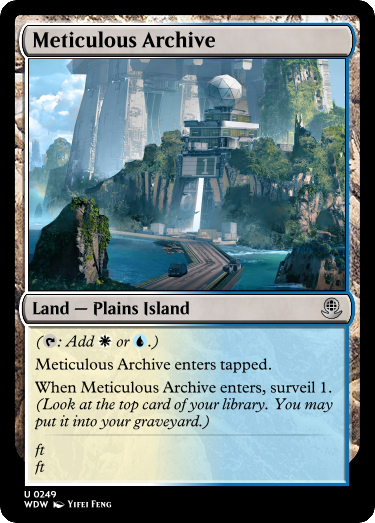 Meticulous Archive
Land — Plains Island
(: Add or .)
Meticulous Archive enters tapped.
When Meticulous Archive enters, surveil 1.
(Look at the top card of your library. You may
put it into your graveyard.)
ft
ft
U 0249
WDW Yifei Feng